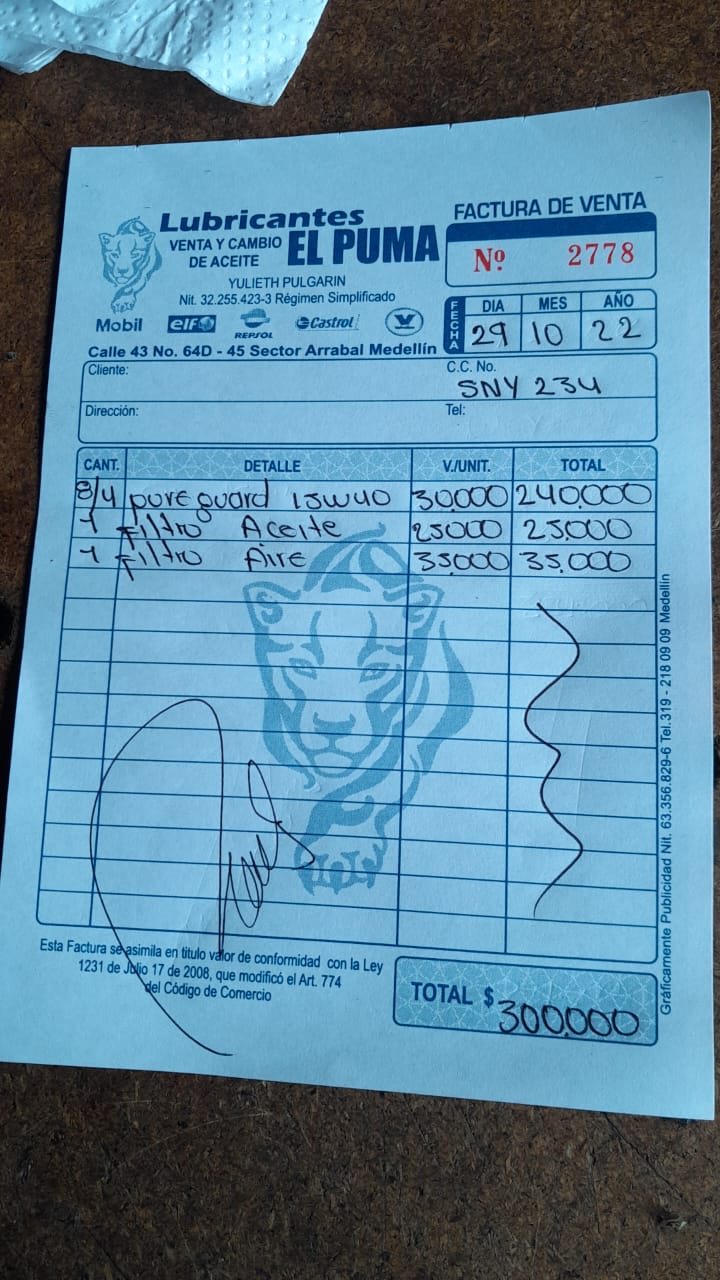 Lubricantes
VENTA Y CAMBIO DE ACEITE EL PUMA
YULIETH PULGARIN
Nit. 32.255.423-3 Régimen Simplificado
Mobil elf REPSOL Castrol
Calle 43 No. 64D - 45 Sector Arrabal Medellín
FACTURA DE VENTA
Nº 2778
FECHA DIA MES AÑO
29 10 22
Cliente: C.C. No. SNY 234
Dirección: Tel:
CANT. DETALLE V./UNIT. TOTAL
8/4 pureguard 15W40 30.000 240.000
1 Filtro Aceite 25000 25.000
1 Filtro Aire 35.000 35.000
Esta Factura se asimila en titulo valor de conformidad con la Ley
1231 de Julio 17 de 2008, que modificó el Art. 774
del Código de Comercio
TOTAL $ 300.000
Gráficamente Publicidad Nit. 63.356.829-6 Tel.319 - 218 09 09 Medellín